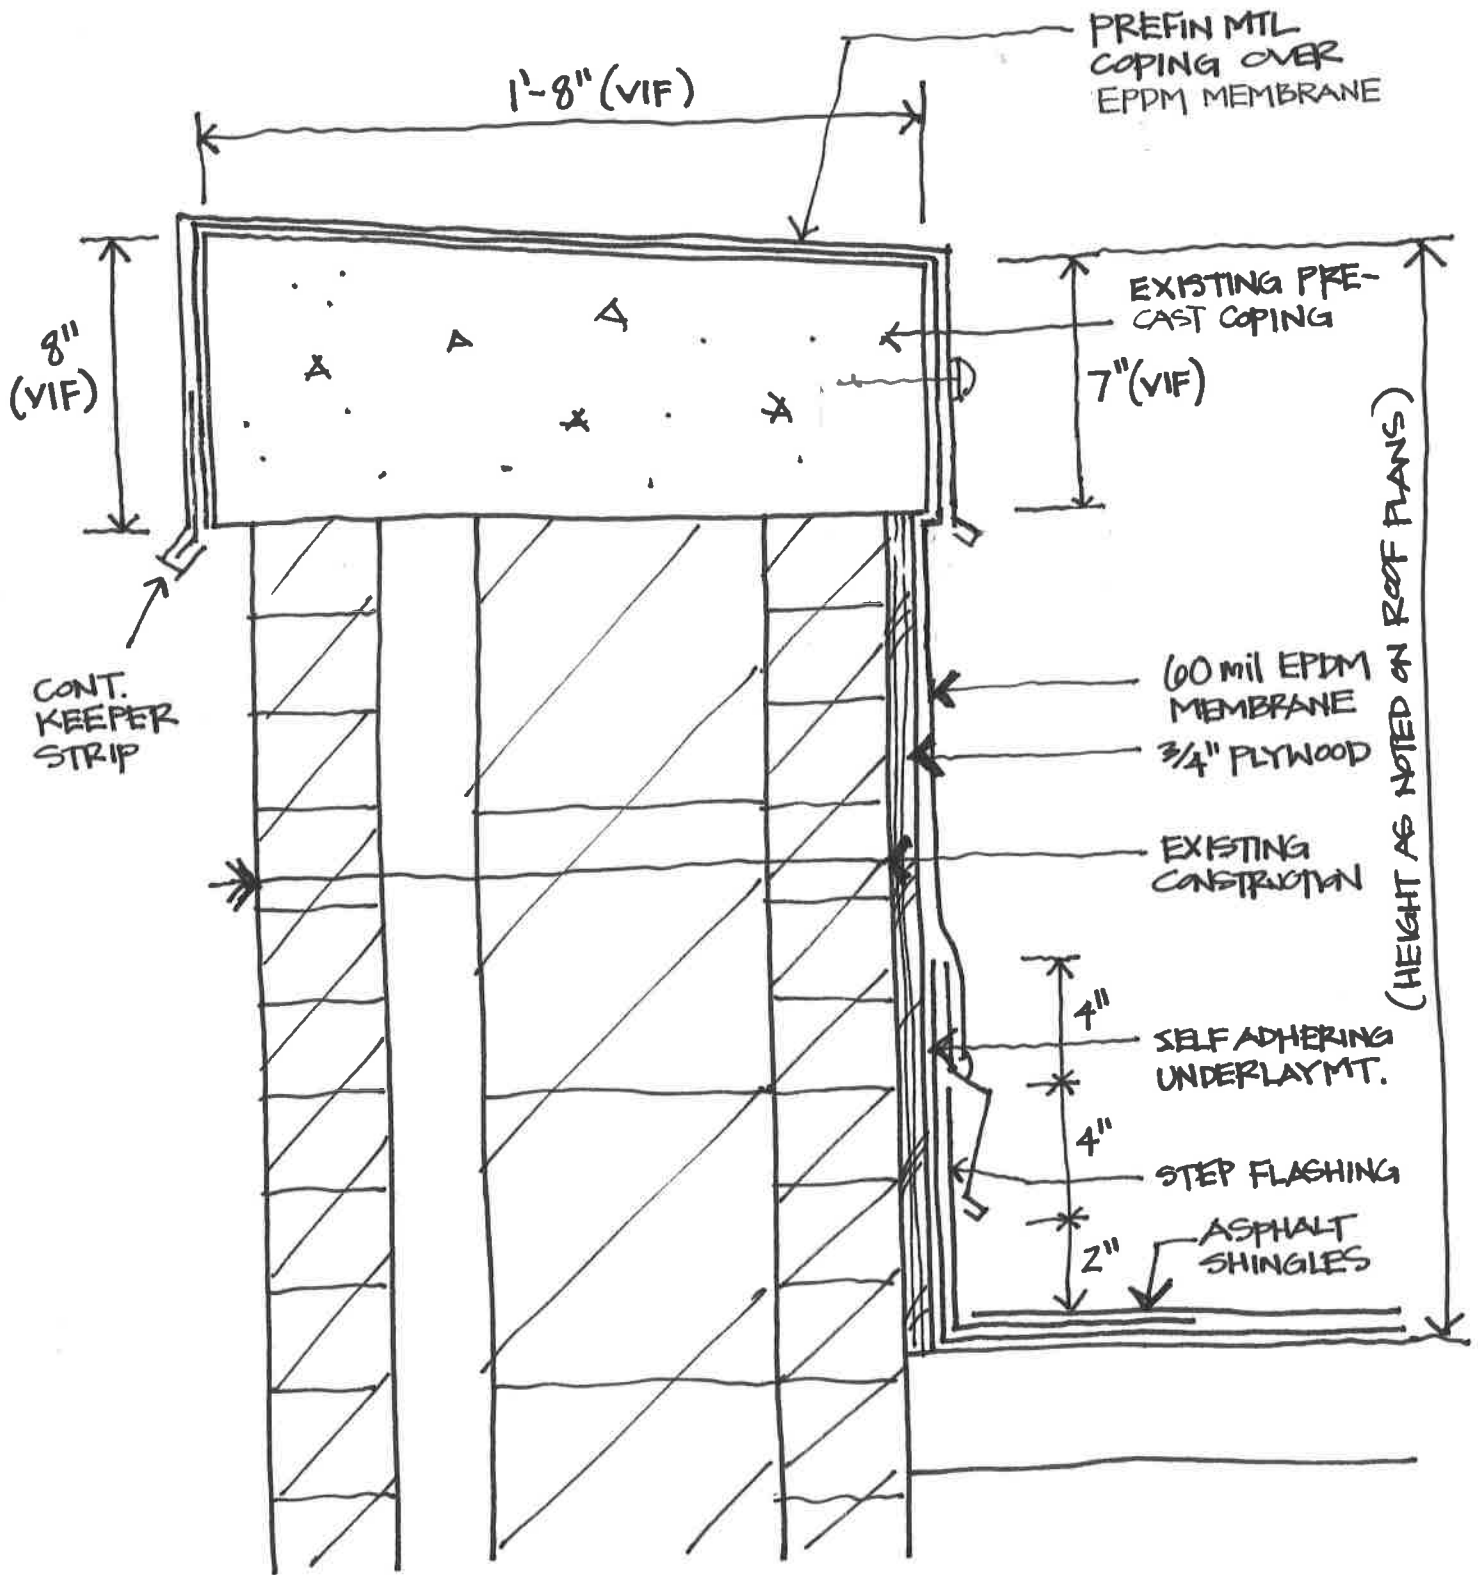 PREFIN MTL
COPING OVER
EPDM MEMBRANE
1'-8" (VIF)
8"
(VIF)
EXISTING PRE-
CAST COPING
7" (VIF)
(HEIGHT AS NOTED ON ROOF PLANS)
CONT.
KEEPER
STRIP
60 mil EPDM
MEMBRANE
3/4" PLYWOOD
EXISTING
CONSTRUCTION
4"
SELF ADHERING
UNDERLAYMT.
4"
STEP FLASHING
2"
ASPHALT
SHINGLES